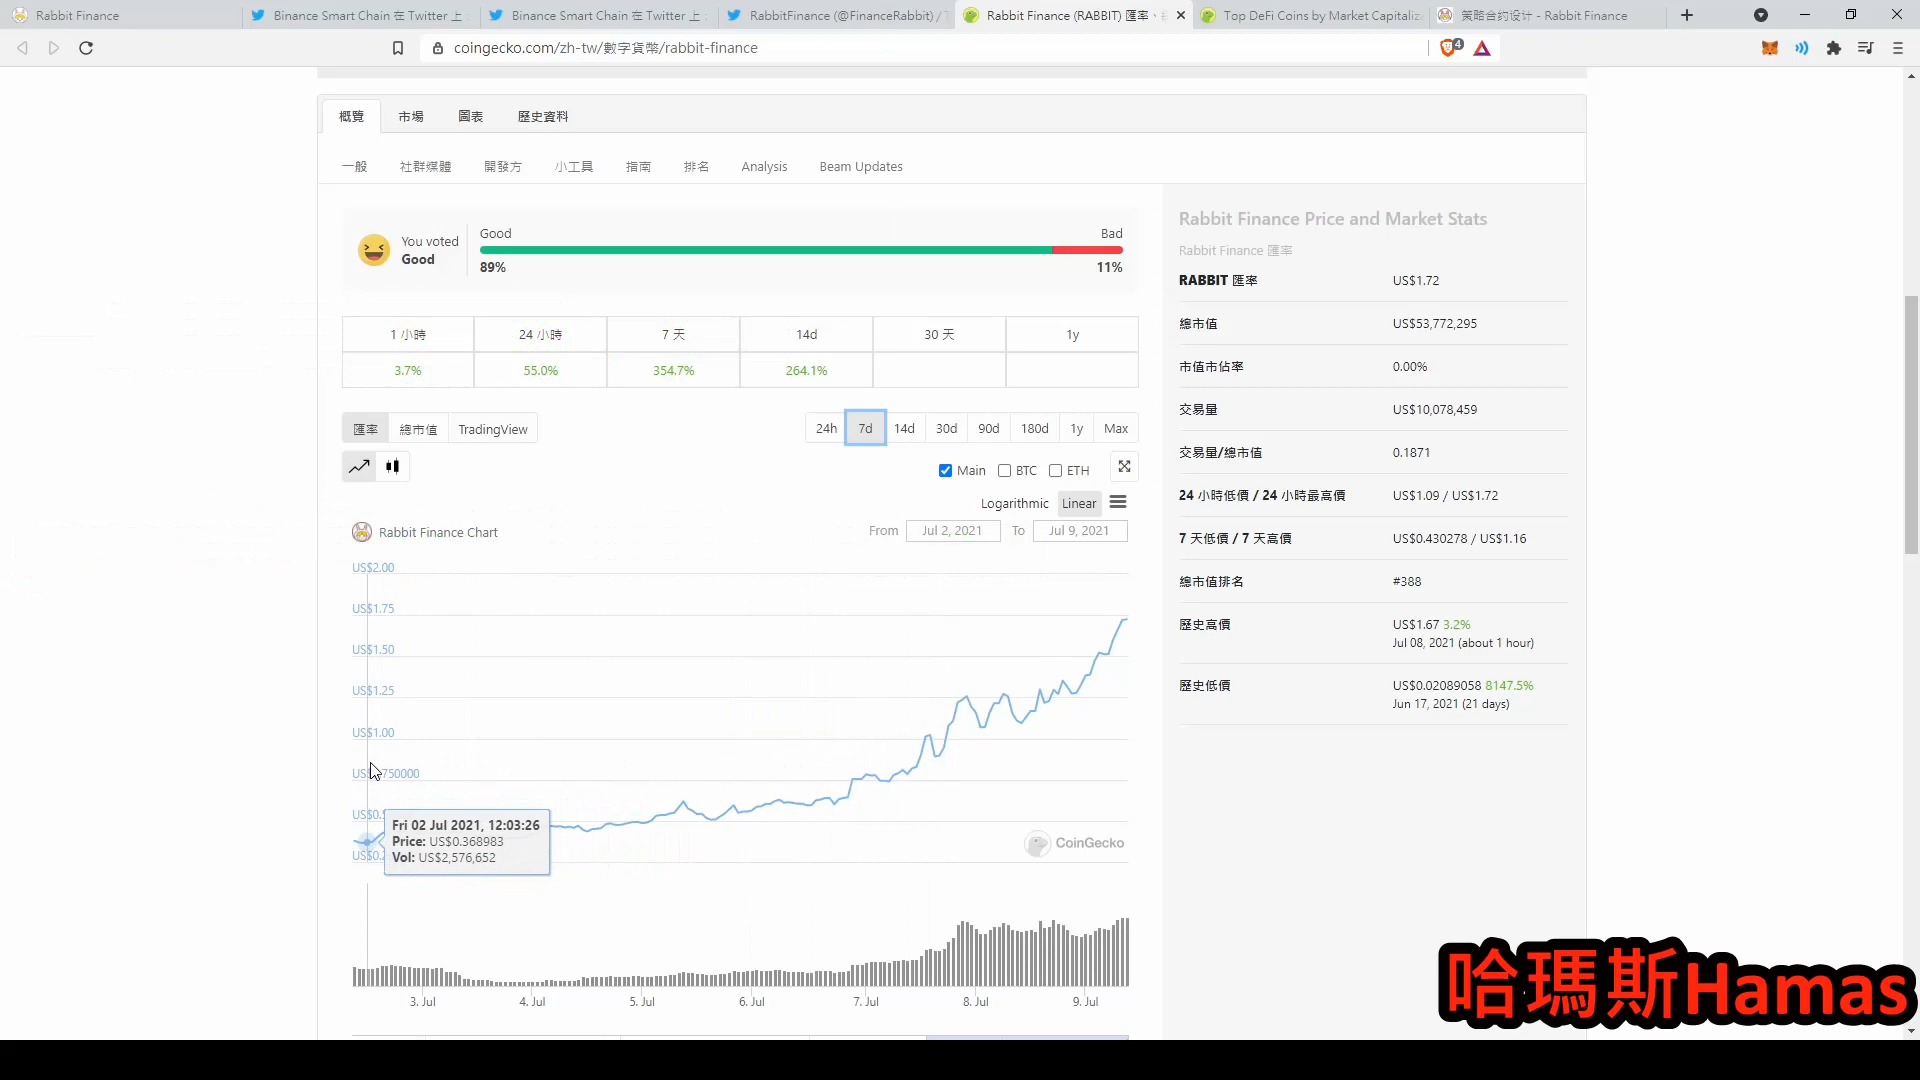 Rabbit Finance
Binance Smart Chain 在 Twitter 上
Binance Smart Chain 在 Twitter 上
RabbitFinance (@FinanceRabbit) /
Rabbit Finance (RABBIT) 匯率、
Top DeFi Coins by Market Capitaliz
策略合约设计 - Rabbit Finance
coingecko.com/zh-tw/數字貨幣/rabbit-finance
4
概覽
市場
圖表
歷史資料
一般
社群媒體
開發方
小工具
指南
排名
Analysis
Beam Updates
You voted
Good
Good
Bad
89%
11%
1 小時
24 小時
7 天
14d
30 天
1y
3.7%
55.0%
354.7%
264.1%
匯率
總市值
TradingView
24h
7d
14d
30d
90d
180d
1y
Max
Main
BTC
ETH
Logarithmic
Linear
Rabbit Finance Chart
From
Jul 2, 2021
To
Jul 9, 2021
US$2.00
US$1.75
US$1.50
US$1.25
US$1.00
US$ 750000
US$0.
US$0.2
Fri 02 Jul 2021, 12:03:26
Price: US$0.368983
Vol: US$2,576,652
CoinGecko
3. Jul
4. Jul
5. Jul
6. Jul
7. Jul
8. Jul
9. Jul
Rabbit Finance Price and Market Stats
Rabbit Finance 匯率
RABBIT 匯率
US$1.72
總市值
US$53,772,295
市值市佔率
0.00%
交易量
US$10,078,459
交易量/總市值
0.1871
24 小時低價 / 24 小時最高價
US$1.09 / US$1.72
7 天低價 / 7 天高價
US$0.430278 / US$1.16
總市值排名
#388
歷史高價
US$1.67 3.2%
Jul 08, 2021 (about 1 hour)
歷史低價
US$0.02089058 8147.5%
Jun 17, 2021 (21 days)
哈瑪斯Hamas